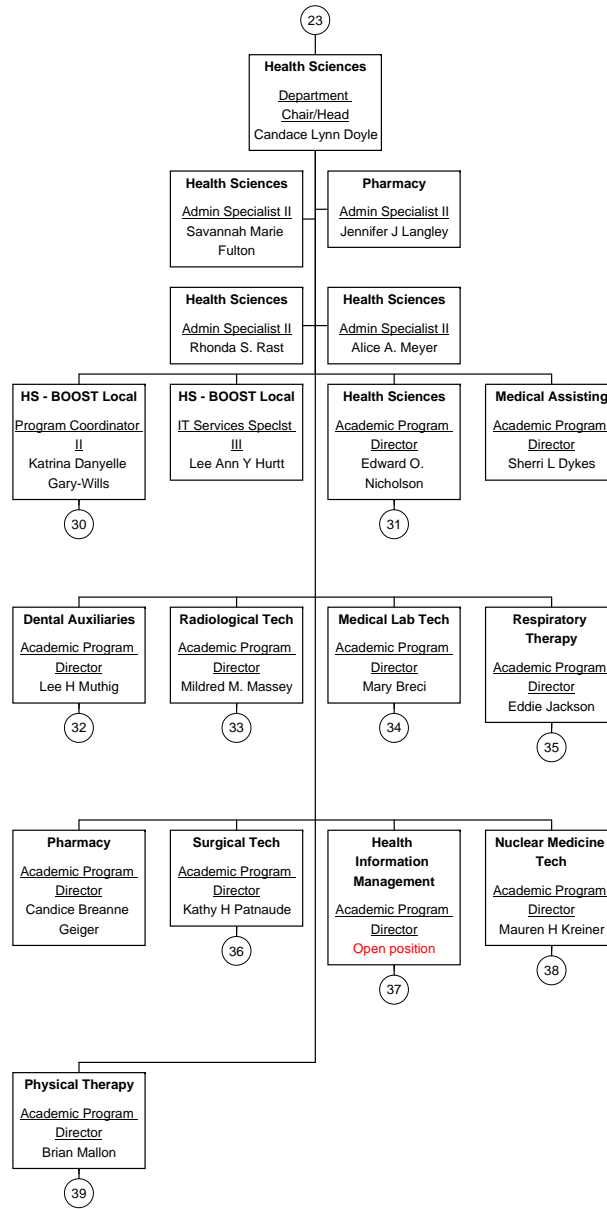 23
Health Sciences
Department
Chair/Head
Candace Lynn Doyle
Health Sciences
Admin Specialist II
Savannah Marie
Fulton
Pharmacy
Admin Specialist II
Jennifer J Langley
Health Sciences
Admin Specialist II
Rhonda S. Rast
Health Sciences
Admin Specialist II
Alice A. Meyer
HS - BOOST Local
Program Coordinator
II
Katrina Danyelle
Gary-Wills
30
HS - BOOST Local
IT Services Speclst
III
Lee Ann Y Hurtt
Health Sciences
Academic Program
Director
Edward O.
Nicholson
31
Medical Assisting
Academic Program
Director
Sherri L Dykes
Dental Auxiliaries
Academic Program
Director
Lee H Muthig
32
Radiological Tech
Academic Program
Director
Mildred M. Massey
33
Medical Lab Tech
Academic Program
Director
Mary Breci
34
Respiratory
Therapy
Academic Program
Director
Eddie Jackson
35
Pharmacy
Academic Program
Director
Candice Breanne
Geiger
Surgical Tech
Academic Program
Director
Kathy H Patnaude
36
Health
Information
Management
Academic Program
Director
Open position
37
Nuclear Medicine
Tech
Academic Program
Director
Mauren H Kreiner
38
Physical Therapy
Academic Program
Director
Brian Mallon
39